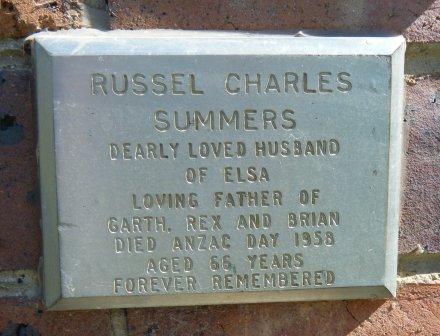 RUSSEL CHARLES
SUMMERS
DEARLY LOVED HUSBAND
OF ELSA
LOVING FATHER OF
GARTH, REX AND BRIAN
DIED ANZAC DAY 1958
AGED 66 YEARS
FOREVER REMEMBERED